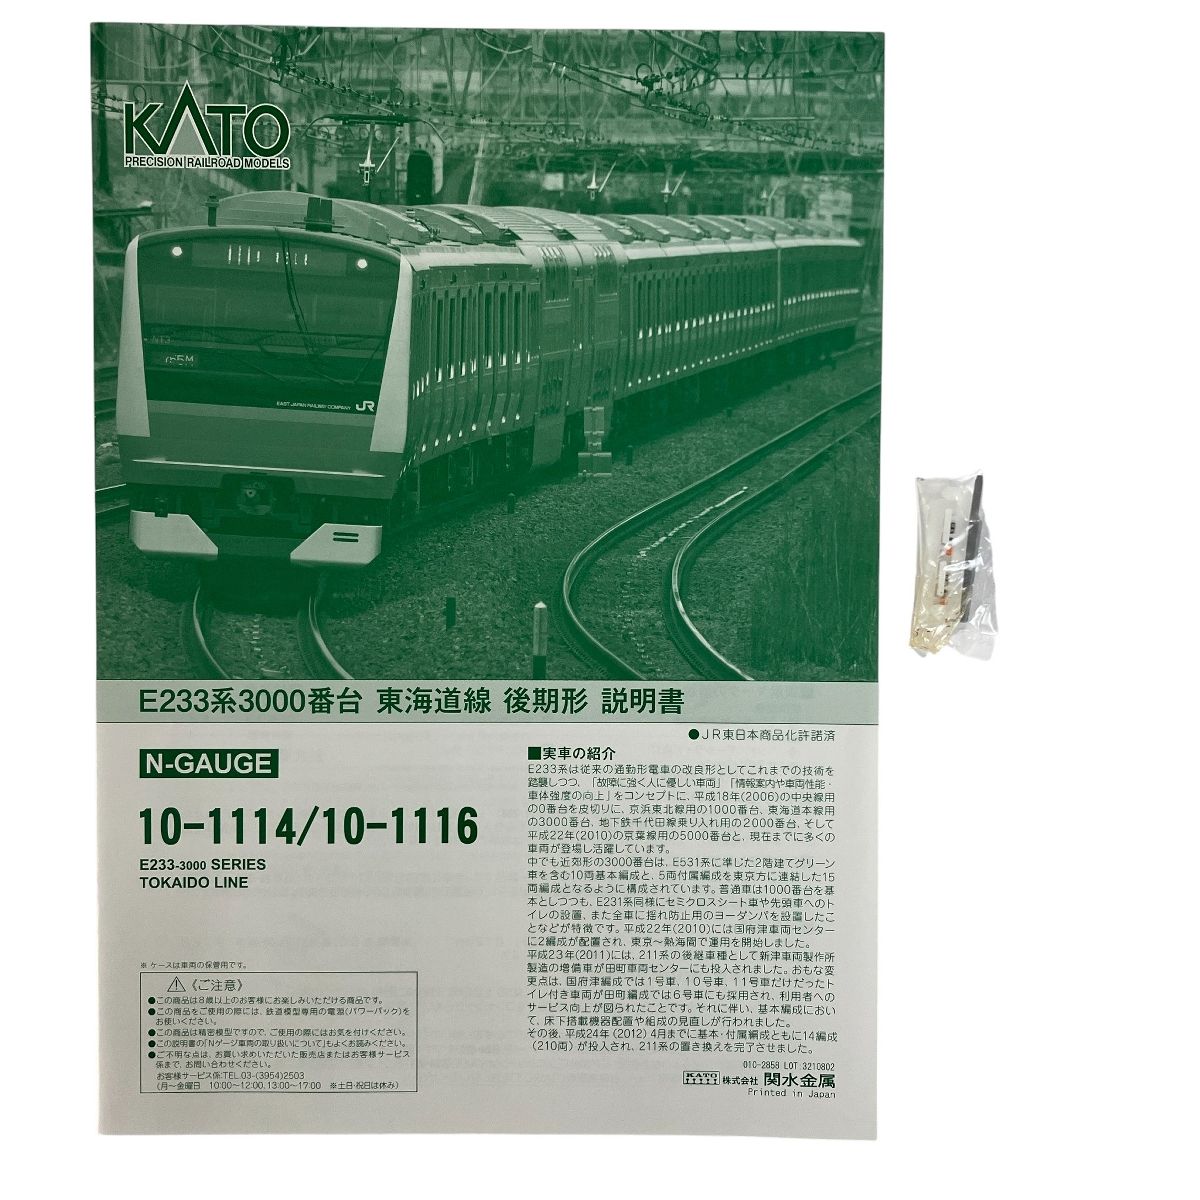 KATO
PRECISION RAILROAD MODELS
EAST JAPAN RAILWAY COMPANY JR
E233系3000番台 東海道線 後期形 説明書
●JR東日本商品化許諾済
N-GAUGE
10-1114/10-1116
E233-3000 SERIES
TOKAIDO LINE
■実車の紹介
E233系は従来の通勤形電車の改良形としてこれまでの技術を
踏襲しつつ、「故障に強く人に優しい車両」「情報案内や車両性能・
車体強度の向上」をコンセプトに、平成18年(2006)の中央線用
の0番台を皮切りに、京浜東北線用の1000番台、東海道本線用
の3000番台、地下鉄千代田線乗り入れ用の2000番台、そして
平成22年(2010)の京葉線用の5000番台と、現在までに多くの
車両が登場し活躍しています。
中でも近郊形の3000番台は、E531系に準じた2階建てグリーン
車を含む10両基本編成と、5両付属編成を東京方に連結した15
両編成となるように構成されています。普通車は1000番台を基
本としつつも、E231系同様にセミクロスシート車や先頭車へのト
イレの設置、また全車に揺れ防止用のヨーダンパを設置したこ
となどが特徴です。平成22年(2010)には国府津車両センター
に2編成が配置され、東京～熱海間で運用を開始しました。
平成23年(2011)には、211系の後継車種として新津車両製作所
製造の増備車が田町車両センターにも投入されました。おもな変
更点は、国府津編成では1号車、10号車、11号車だけだったト
イレ付き車両が田町編成では6号車にも採用され、利用者への
サービス向上が図られたことです。それに伴い、基本編成におい
て、床下搭載機器配置や組成の見直しが行われました。
その後、平成24年(2012)4月までに基本・付属編成ともに14編成
(210両)が投入され、211系の置き換えを完了させました。
※ ケースは車両の保管用です。
⚠《ご注意》
●この商品は8歳以上のお客様にお楽しみいただける商品です。
●この商品をご使用の際には、鉄道模型専用の電源(パワーパック)を
お使いください。
●この商品は精密模型ですので、ご使用の際にはお気を付けください。
●この説明書の「Nゲージ車両の取り扱いについて」もよくお読みください。
●ご不明な点は、お買い求めいただいた販売店またはお客様サービス
係まで、お問い合わせください。
お客様サービス係:TEL.03-(3954)2503
(月～金曜日 10:00～12:00、13:00～17:00 ※土日・祝日は休み)
010-2858 LOT.3210802
KATO 株式会社 関水金属
Printed in Japan